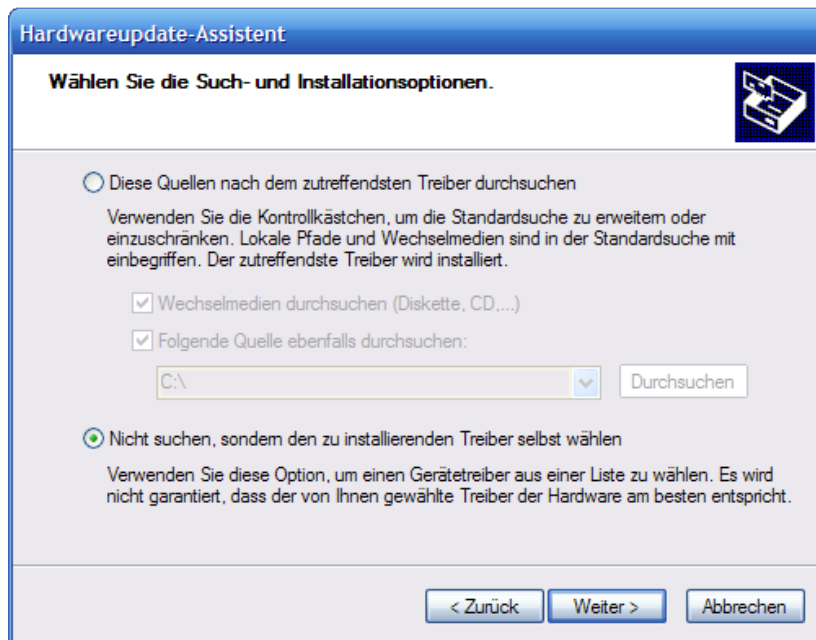 Hardwareupdate-Assistent
Wählen Sie die Such- und Installationsoptionen.
Diese Quellen nach dem zutreffendsten Treiber durchsuchen
Verwenden Sie die Kontrollkästchen, um die Standardsuche zu erweitern oder
einzuschränken. Lokale Pfade und Wechselmedien sind in der Standardsuche mit
einbegriffen. Der zutreffendste Treiber wird installiert.
Wechselmedien durchsuchen (Diskette, CD,...)
Folgende Quelle ebenfalls durchsuchen:
C:\
Durchsuchen
Nicht suchen, sondern den zu installierenden Treiber selbst wählen
Verwenden Sie diese Option, um einen Gerätetreiber aus einer Liste zu wählen. Es wird
nicht garantiert, dass der von Ihnen gewählte Treiber der Hardware am besten entspricht.
< Zurück
Weiter >
Abbrechen